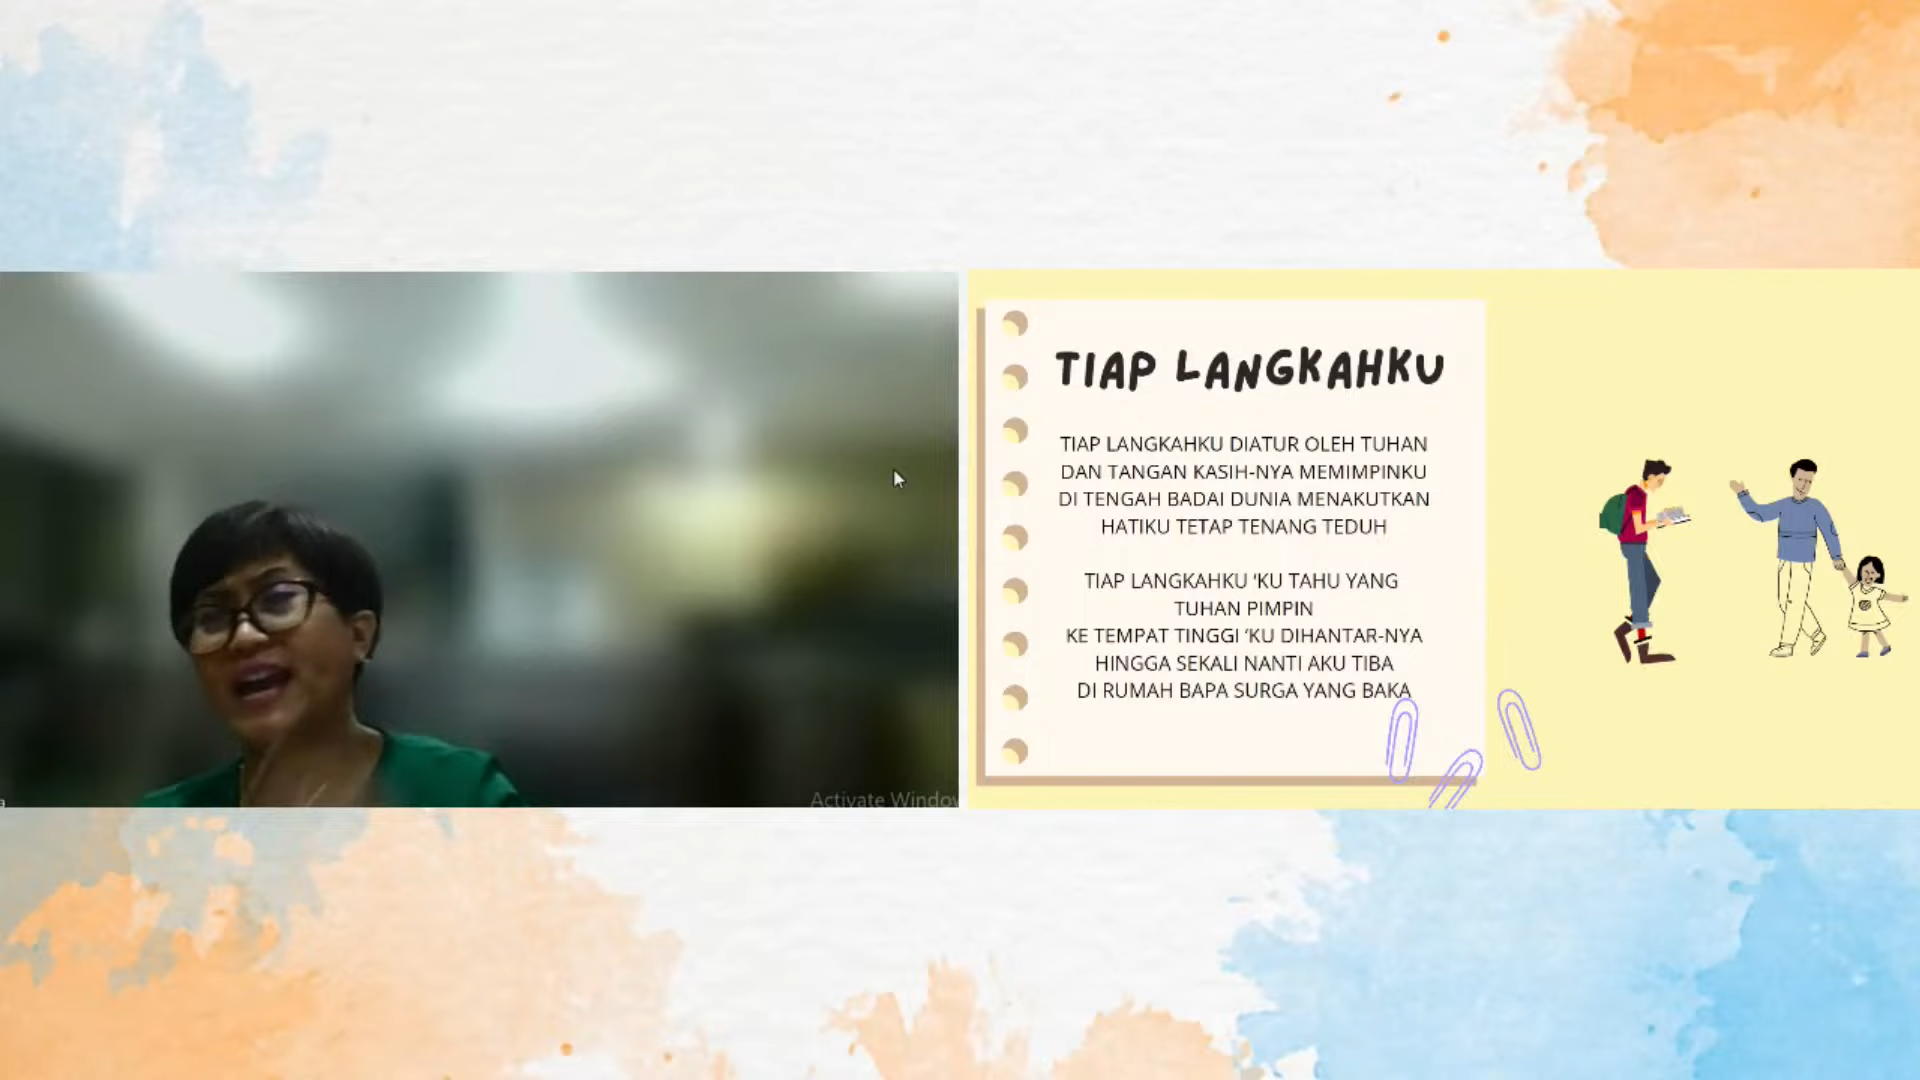 a
Activate Window
TIAP LANGKAHKU
TIAP LANGKAHKU DIATUR OLEH TUHAN
DAN TANGAN KASIH-NYA MEMIMPINKU
DI TENGAH BADAI DUNIA MENAKUTKAN
HATIKU TETAP TENANG TEDUH
TIAP LANGKAHKU ‘KU TAHU YANG
TUHAN PIMPIN
KE TEMPAT TINGGI ‘KU DIHANTAR-NYA
HINGGA SEKALI NANTI AKU TIBA
DI RUMAH BAPA SURGA YANG BAKA